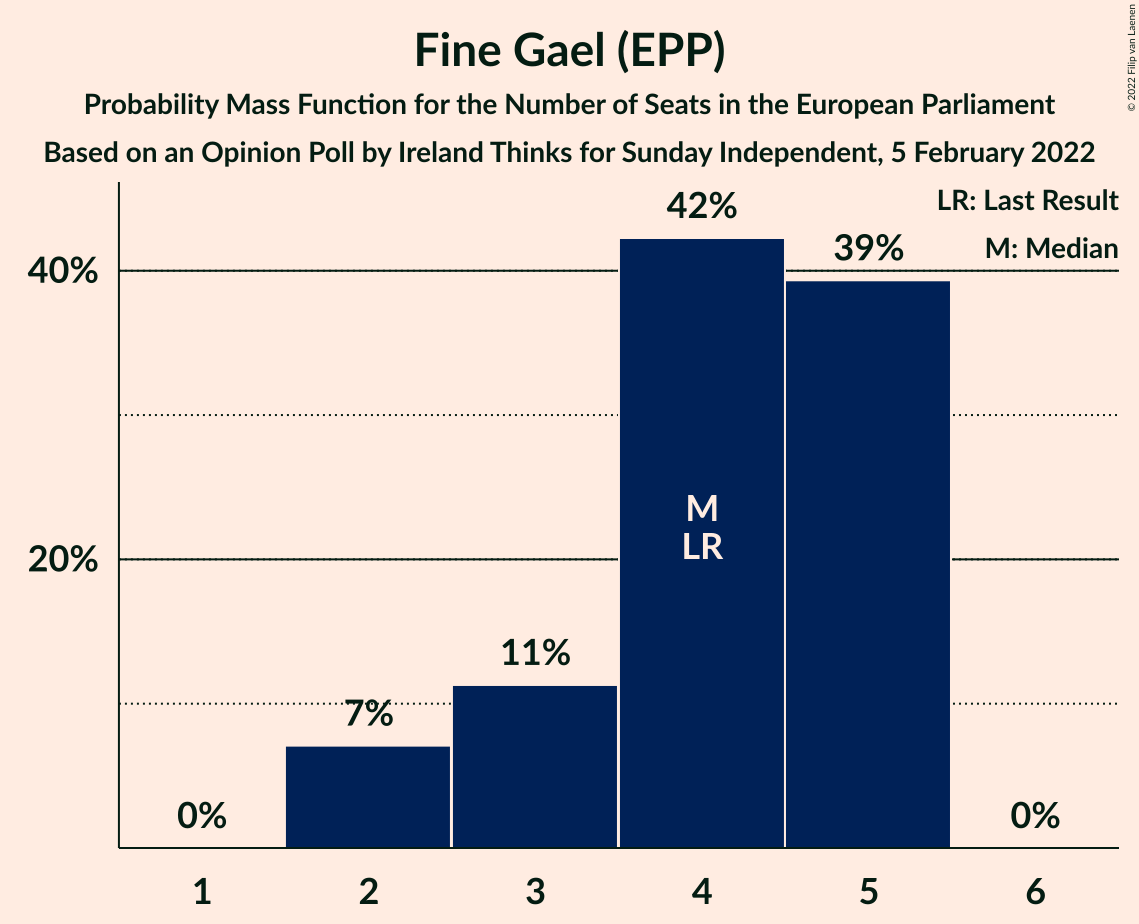 Fine Gael (EPP)
Probability Mass Function for the Number of Seats in the European Parliament
Based on an Opinion Poll by Ireland Thinks for Sunday Independent, 5 February 2022
© 2022 Filip van Laenen
LR: Last Result
M: Median
42%
39%
40%
M
LR
20%
11%
7%
0%
0%
1 2 3 4 5 6